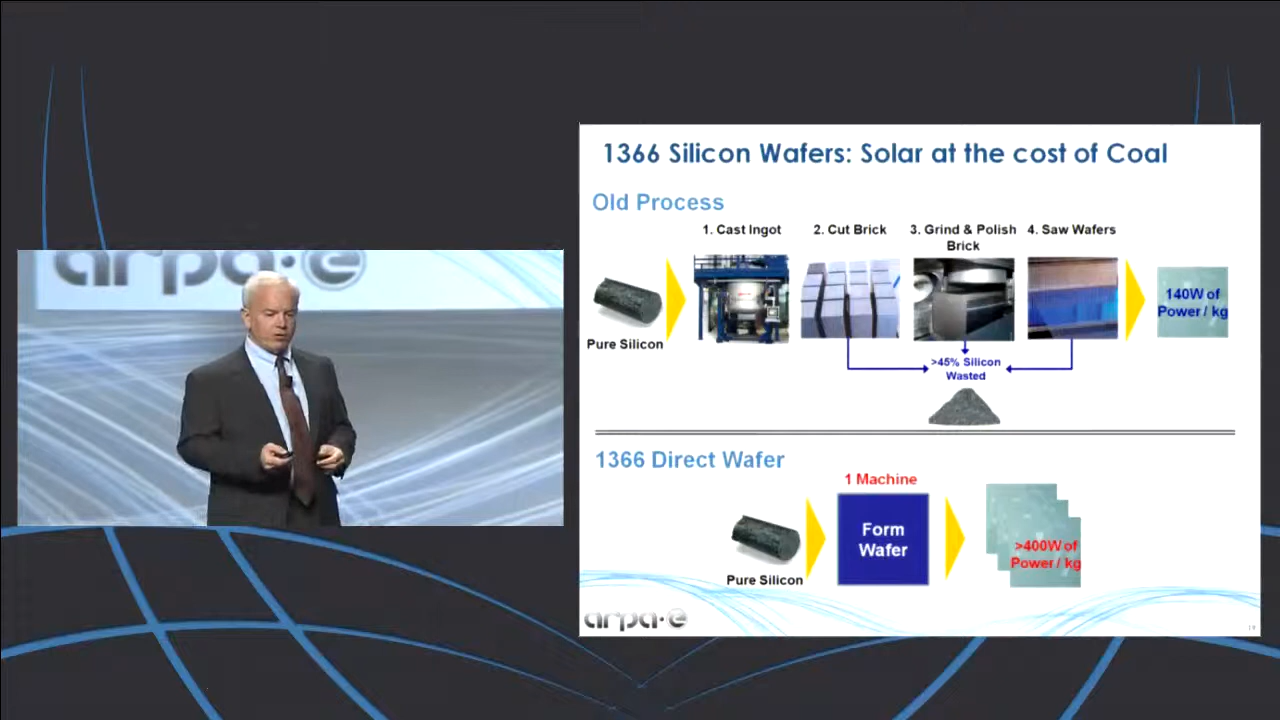 arpa·e
1366 Silicon Wafers: Solar at the cost of Coal
Old Process
1. Cast Ingot
2. Cut Brick
3. Grind & Polish
Brick
4. Saw Wafers
Pure Silicon
140W of
Power / kg
>45% Silicon
Wasted
1366 Direct Wafer
1 Machine
Form
Wafer
Pure Silicon
>400W of
Power / kg
arpa·e